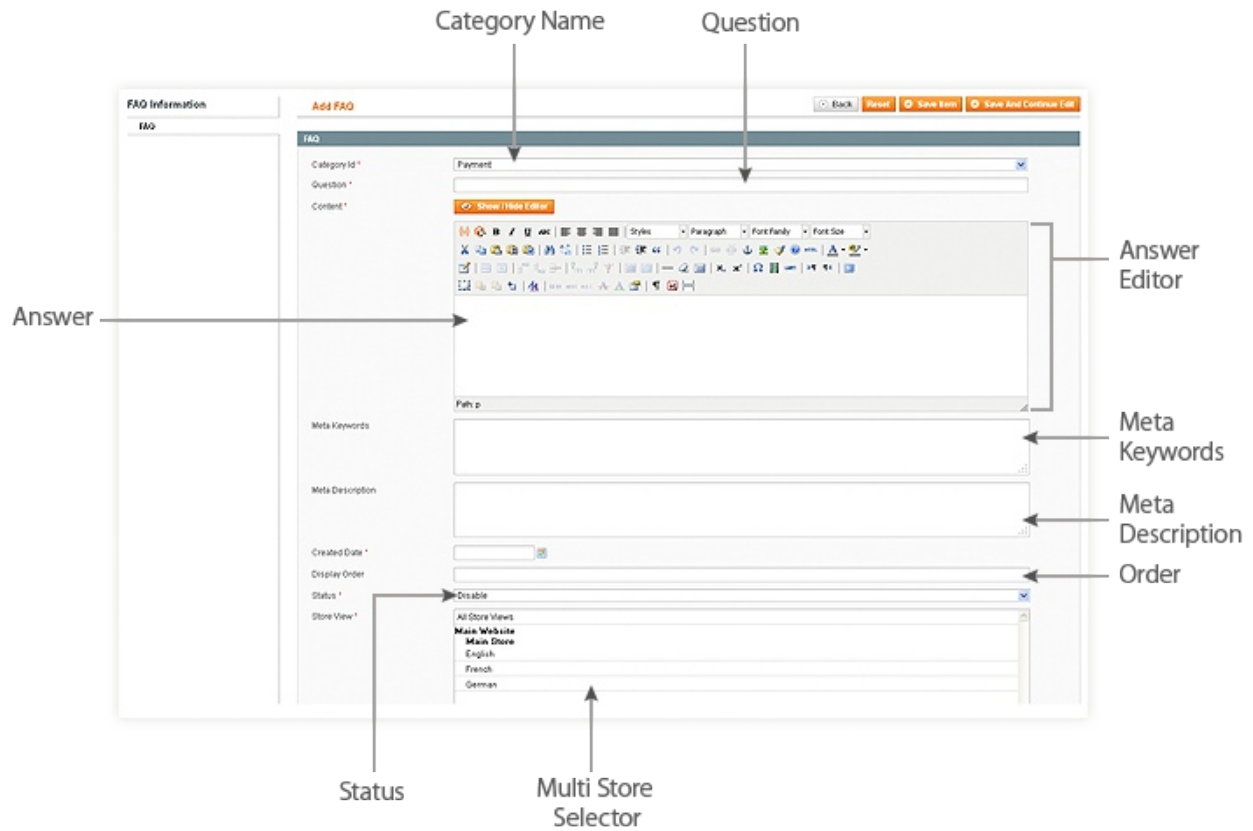 Category Name
Question
FAQ Information
Add FAQ
Back
Reset
Save Item
Save And Continue Edit
FAQ
FAQ
Category Id *
Payment
Question *
Content *
Show / Hide Editor
B I U ABC Styles Paragraph Font Family Font Size
Answer
Editor
Answer
Path: p
Meta Keywords
Meta
Keywords
Meta Description
Meta
Description
Created Date *
Display Order
Order
Status *
Disable
Store View *
All Store Views
Main Website
Main Store
English
French
German
Status
Multi Store
Selector